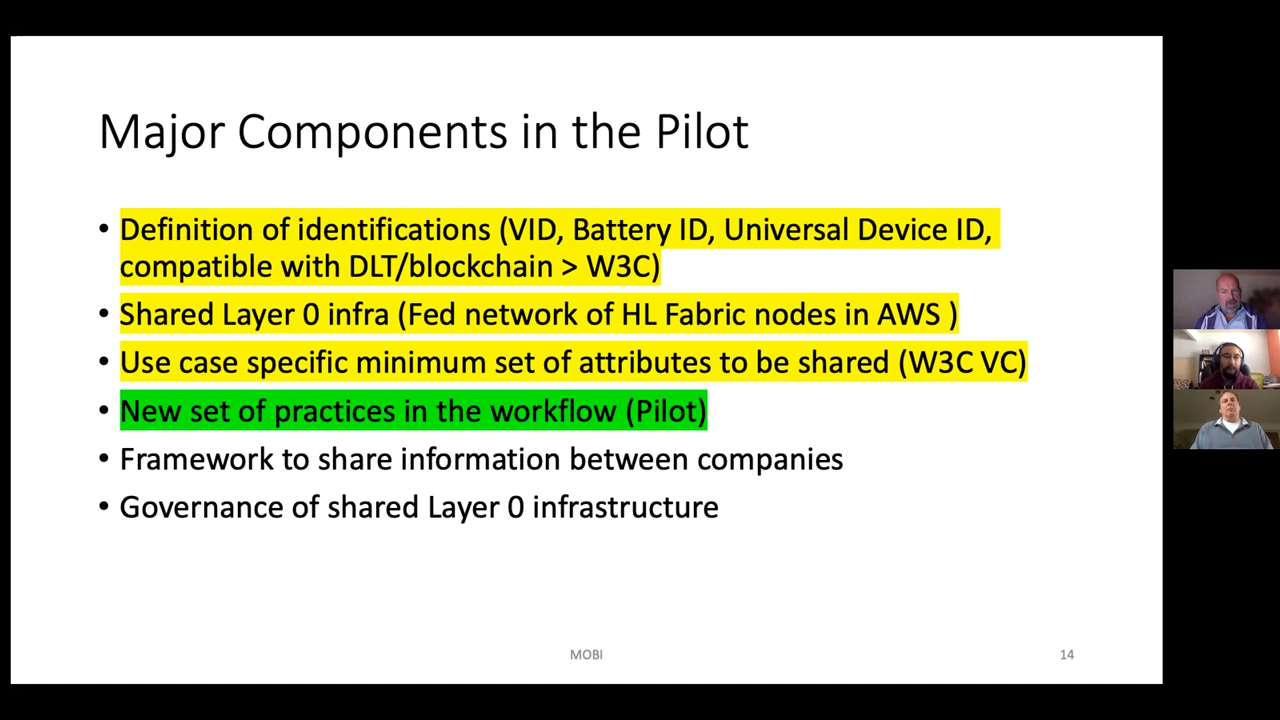 Major Components in the Pilot
• Definition of identifications (VID, Battery ID, Universal Device ID,
compatible with DLT/blockchain > W3C)
• Shared Layer 0 infra (Fed network of HL Fabric nodes in AWS )
• Use case specific minimum set of attributes to be shared (W3C VC)
• New set of practices in the workflow (Pilot)
• Framework to share information between companies
• Governance of shared Layer 0 infrastructure
MOBI
14